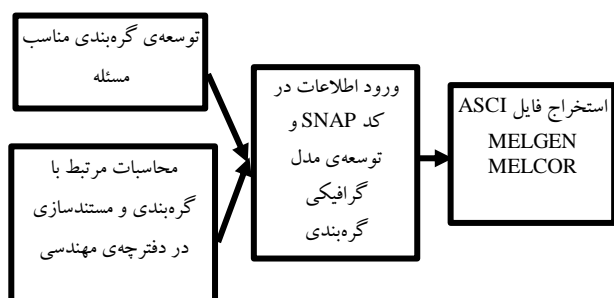 توسعه‌ی گره‌بندی مناسب
مسئله
محاسبات مرتبط با
گره‌بندی و مستندسازی
در دفترچه‌ی مهندسی
ورود اطلاعات در
کد SNAP و
توسعه‌ی مدل
گرافیکی
گره‌بندی
استخراج فایل ASCI
MELGEN
MELCOR